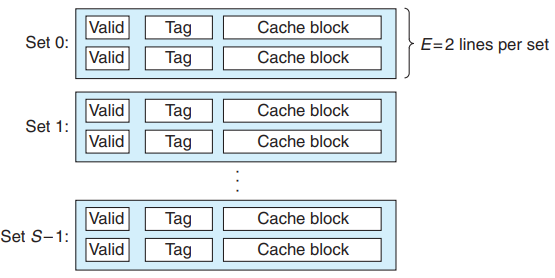 Set 0:
Valid Tag Cache block
Valid Tag Cache block
E=2 lines per set
Set 1:
Valid Tag Cache block
Valid Tag Cache block
Set S−1:
Valid Tag Cache block
Valid Tag Cache block